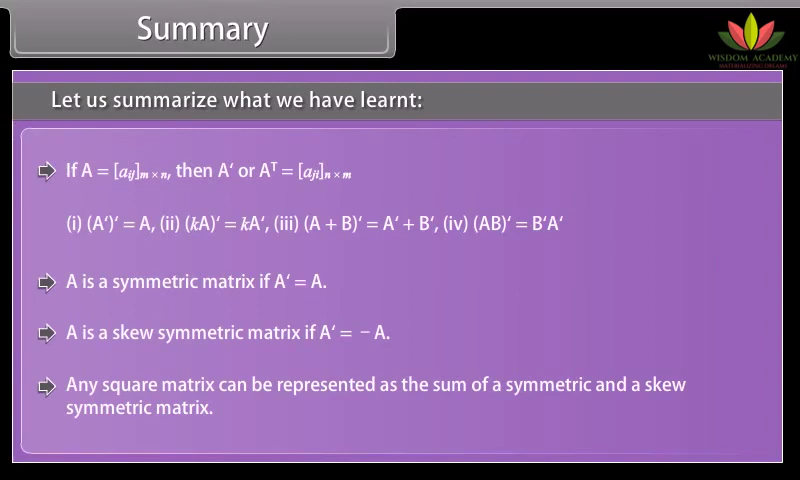 Summary
WISDOM ACADEMY
MATERIALIZING DREAMS
Let us summarize what we have learnt:
If A = [aij]m × n, then A‘ or Aᵀ = [aji]n × m
(i) (A‘)‘ = A, (ii) (kA)‘ = kA‘, (iii) (A + B)‘ = A‘ + B‘, (iv) (AB)‘ = B‘A‘
A is a symmetric matrix if A‘ = A.
A is a skew symmetric matrix if A‘ = − A.
Any square matrix can be represented as the sum of a symmetric and a skew
symmetric matrix.